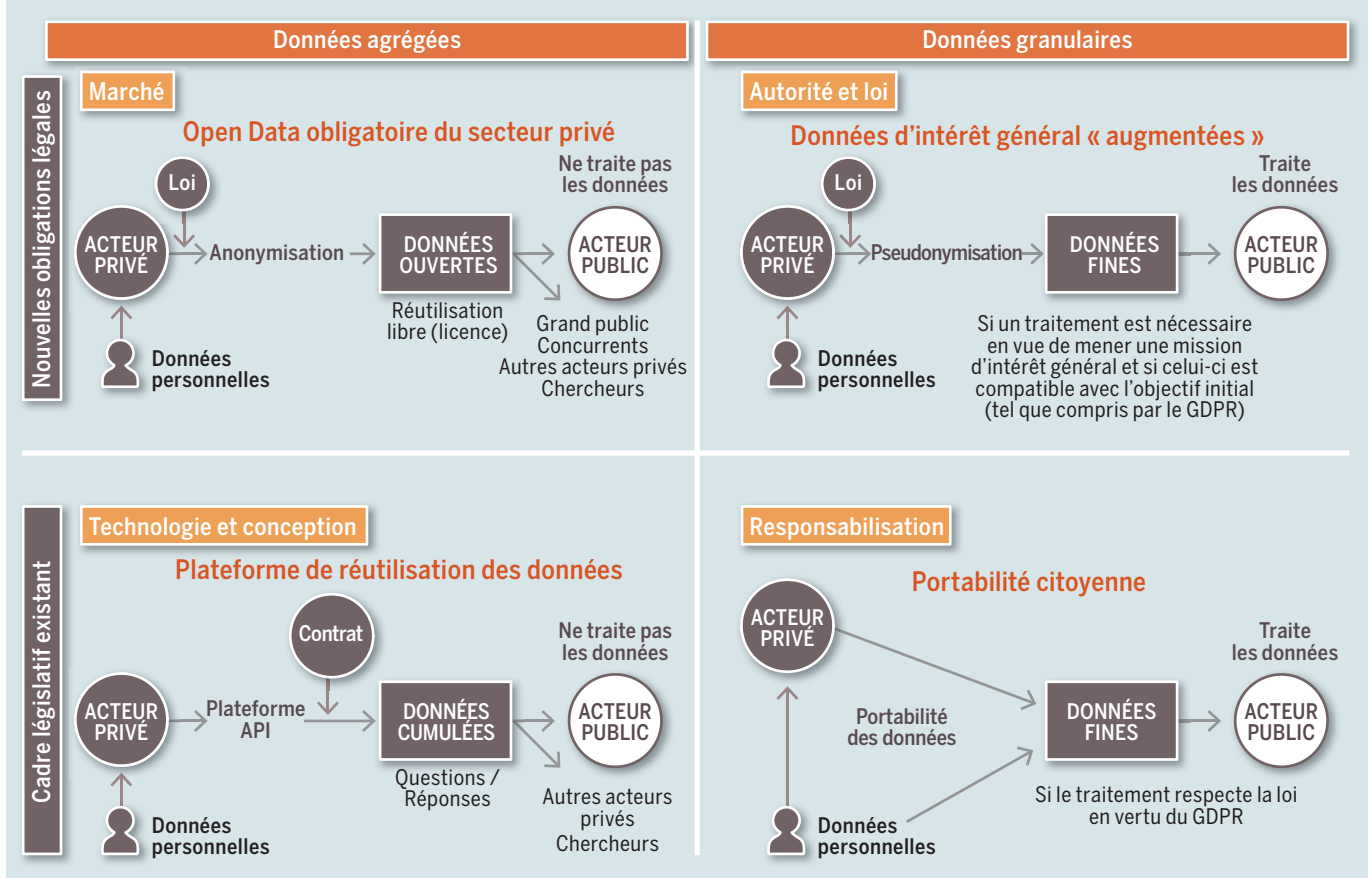 Données agrégées
Données granulaires
Nouvelles obligations légales
Marché
Open Data obligatoire du secteur privé
Loi
Ne traite pas
les données
ACTEUR
PRIVÉ
Anonymisation
DONNÉES
OUVERTES
ACTEUR
PUBLIC
Réutilisation
libre (licence)
Grand public
Concurrents
Autres acteurs privés
Chercheurs
Données
personnelles
Autorité et loi
Données d'intérêt général « augmentées »
Loi
Traite
les données
ACTEUR
PRIVÉ
Pseudonymisation
DONNÉES
FINES
ACTEUR
PUBLIC
Si un traitement est nécessaire
en vue de mener une mission
d'intérêt général et si celui-ci est
compatible avec l'objectif initial
(tel que compris par le GDPR)
Données
personnelles
Cadre législatif existant
Technologie et conception
Plateforme de réutilisation des données
Contrat
Ne traite pas
les données
ACTEUR
PRIVÉ
Plateforme
API
DONNÉES
CUMULÉES
ACTEUR
PUBLIC
Questions /
Réponses
Autres acteurs
privés
Chercheurs
Données
personnelles
Responsabilisation
Portabilité citoyenne
ACTEUR
PRIVÉ
Traite
les données
Portabilité
des données
DONNÉES
FINES
ACTEUR
PUBLIC
Si le traitement respecte la loi
en vertu du GDPR
Données
personnelles